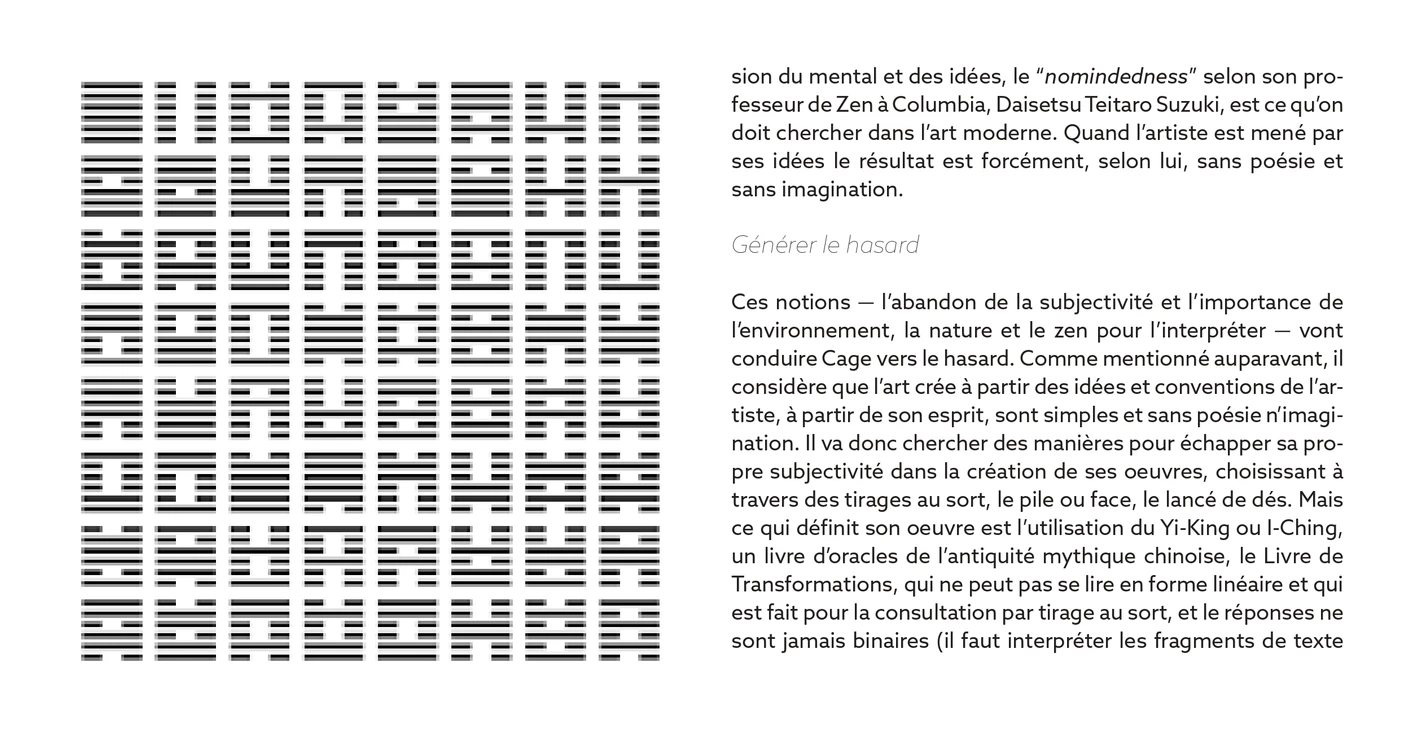 sion du mental et des idées, le “nomindedness” selon son pro-
fesseur de Zen à Columbia, Daisetsu Teitaro Suzuki, est ce qu’on
doit chercher dans l’art moderne. Quand l’artiste est mené par
ses idées le résultat est forcément, selon lui, sans poésie et
sans imagination.
Générer le hasard
Ces notions — l’abandon de la subjectivité et l’importance de
l’environnement, la nature et le zen pour l’interpréter — vont
conduire Cage vers le hasard. Comme mentionné auparavant, il
considère que l’art crée à partir des idées et conventions de l’ar-
tiste, à partir de son esprit, sont simples et sans poésie n’imagi-
nation. Il va donc chercher des manières pour échapper sa pro-
pre subjectivité dans la création de ses oeuvres, choisissant à
travers des tirages au sort, le pile ou face, le lancé de dés. Mais
ce qui définit son oeuvre est l’utilisation du Yi-King ou I-Ching,
un livre d’oracles de l’antiquité mythique chinoise, le Livre de
Transformations, qui ne peut pas se lire en forme linéaire et qui
est fait pour la consultation par tirage au sort, et le réponses ne
sont jamais binaires (il faut interpréter les fragments de texte